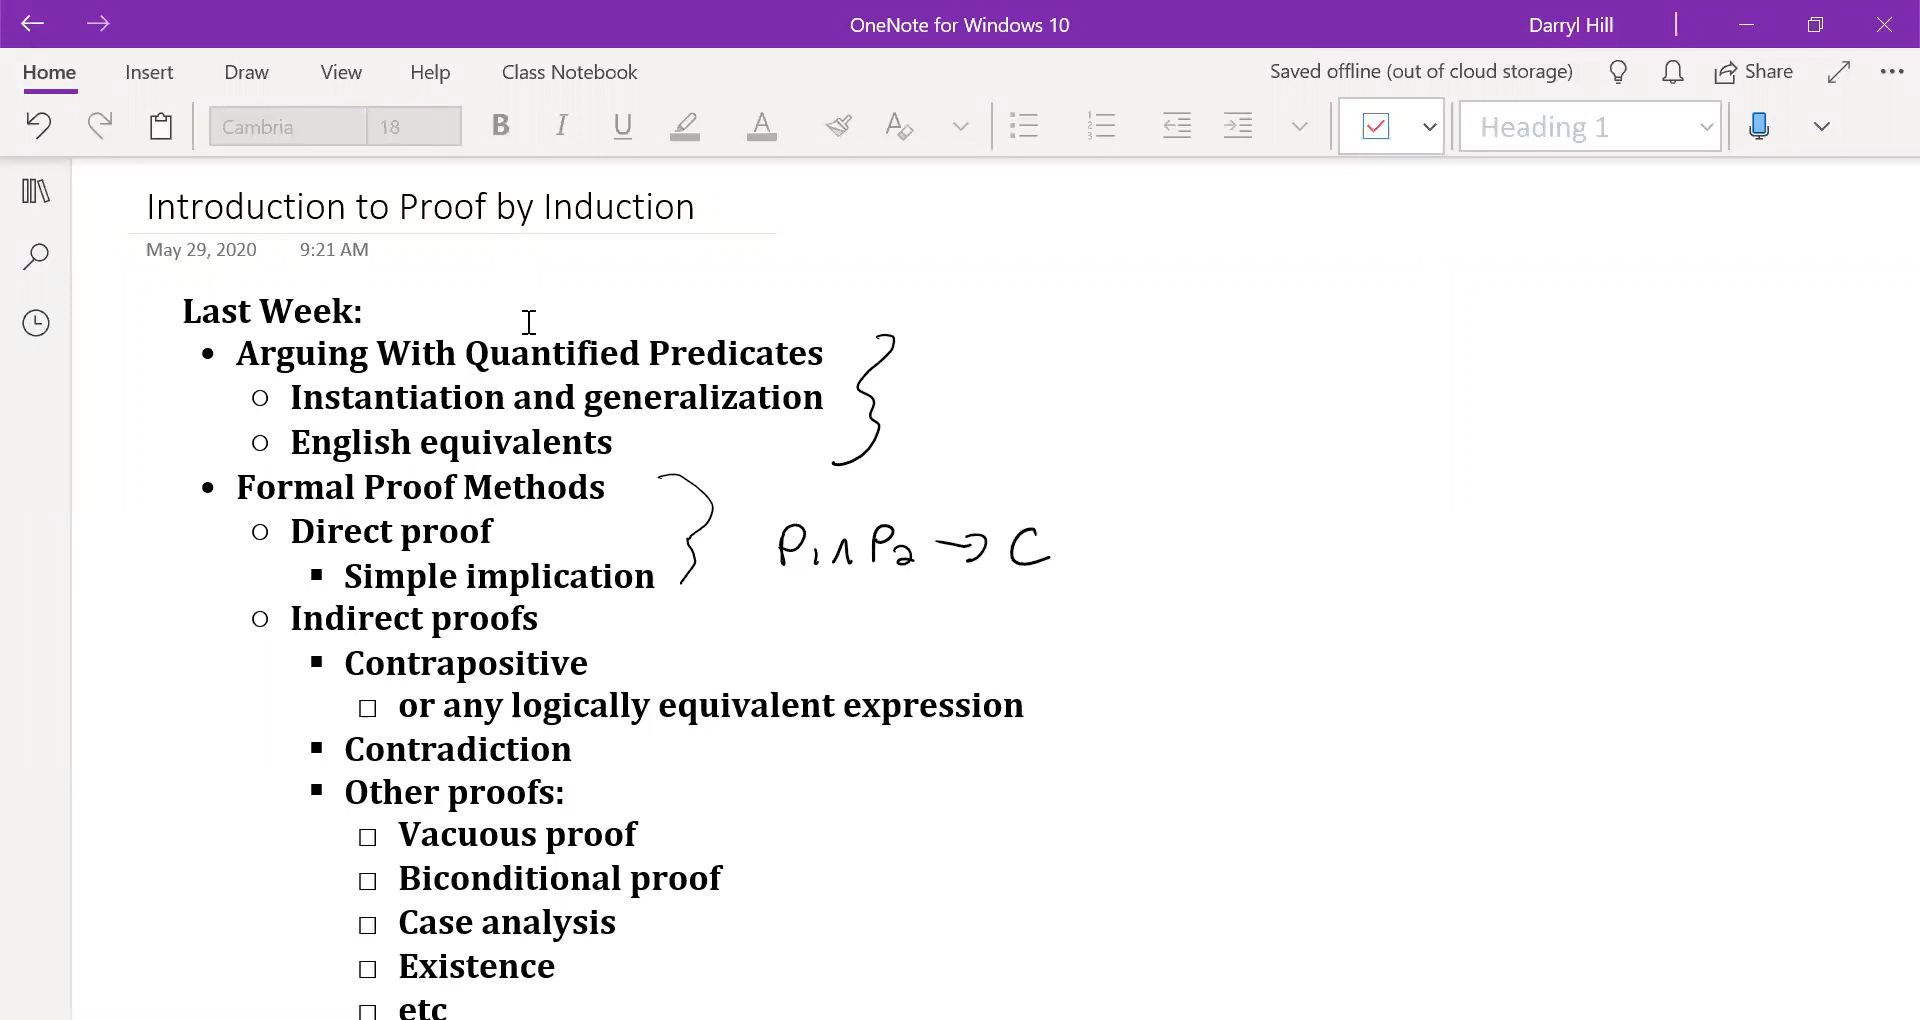 OneNote for Windows 10 Darryl Hill
Home Insert Draw View Help Class Notebook Saved offline (out of cloud storage) Share
Cambria 18 B I U A A Heading 1
Introduction to Proof by Induction
May 29, 2020 9:21 AM
Last Week:
• Arguing With Quantified Predicates
○ Instantiation and generalization
○ English equivalents
• Formal Proof Methods
○ Direct proof
▪ Simple implication
P₁ ∧ P₂ → C
○ Indirect proofs
▪ Contrapositive
□ or any logically equivalent expression
▪ Contradiction
▪ Other proofs:
□ Vacuous proof
□ Biconditional proof
□ Case analysis
□ Existence
□ etc